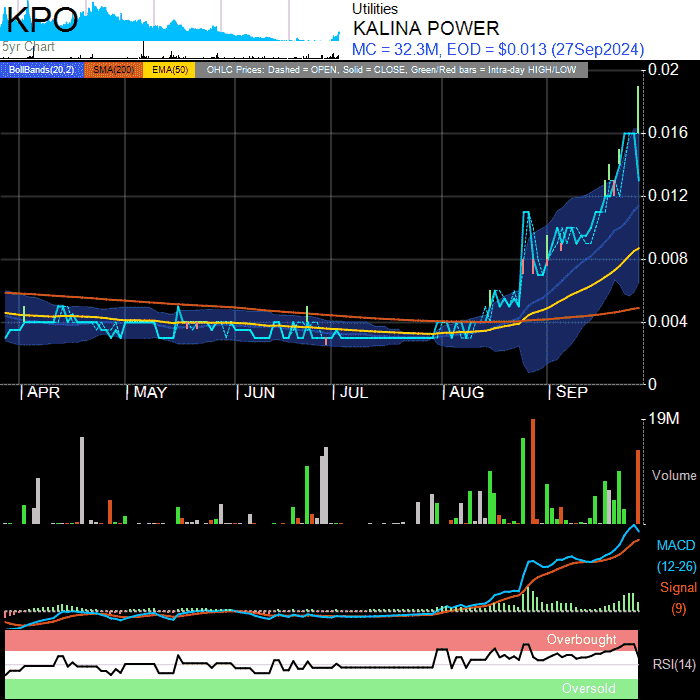 KPO
5yr Chart
Utilities
KALINA POWER
MC = 32.3M, EOD = $0.013 (27Sep2024)
BollBands(20,2) SMA(200) EMA(50) OHLC Prices: Dashed = OPEN, Solid = CLOSE, Green/Red bars = Intra-day HIGH/LOW
0.02
0.016
0.012
0.008
0.004
0
APR MAY JUN JUL AUG SEP
19M
Volume
MACD
(12-26)
Signal
(9)
Overbought
RSI(14)
Oversold